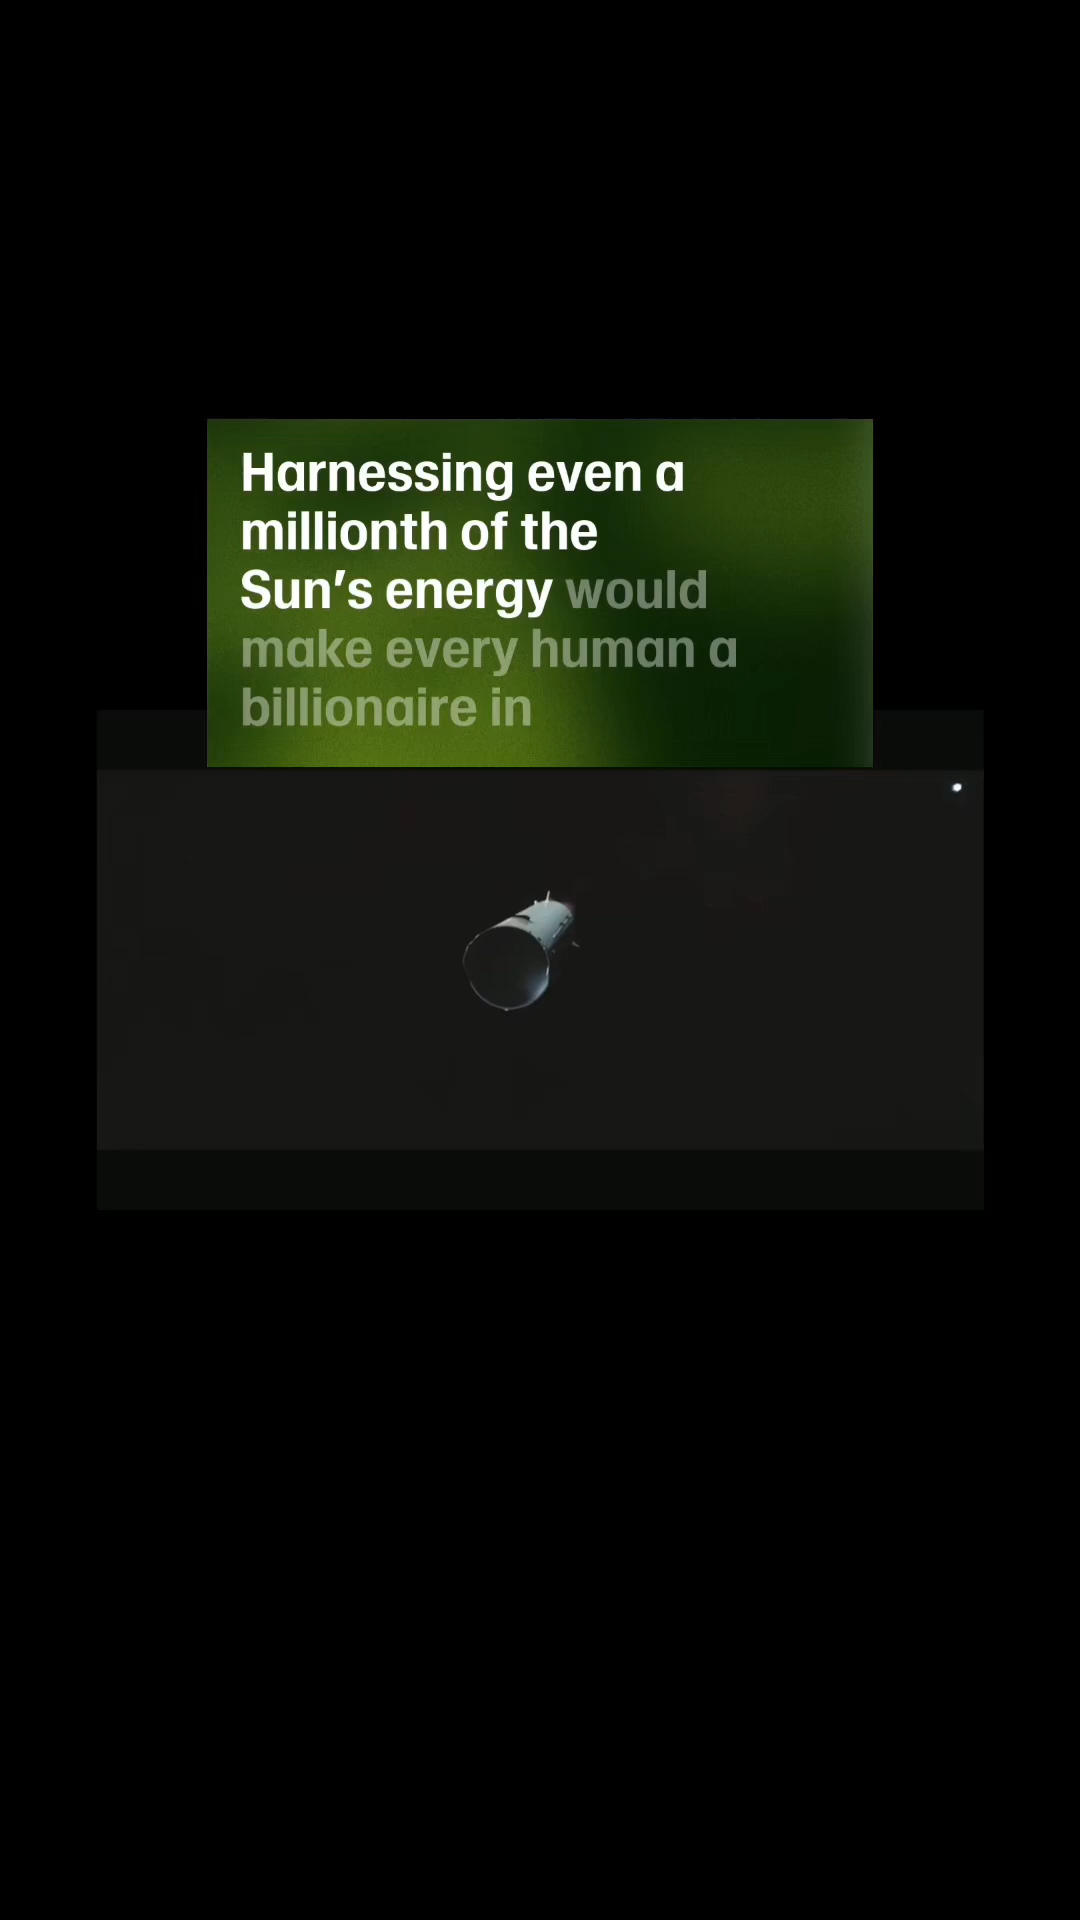 Harnessing even a
millionth of the
Sun’s energy would
make every human a
billionaire in